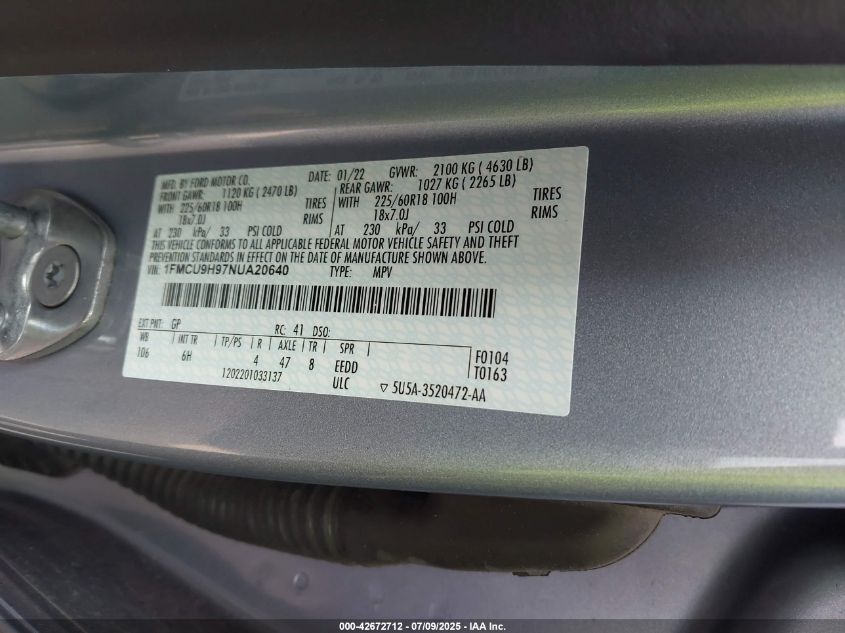 MFD. BY FORD MOTOR CO. DATE: 01/22 GVWR: 2100 KG ( 4630 LB)
FRONT GAWR: 1120 KG ( 2470 LB) REAR GAWR: 1027 KG ( 2265 LB)
WITH 225/60R18 100H TIRES WITH 225/60R18 100H TIRES
18x7.0J RIMS 18x7.0J RIMS
AT 230 kPa/ 33 PSI COLD AT 230 kPa/ 33 PSI COLD
THIS VEHICLE CONFORMS TO ALL APPLICABLE FEDERAL MOTOR VEHICLE SAFETY AND THEFT
PREVENTION STANDARDS IN EFFECT ON THE DATE OF MANUFACTURE SHOWN ABOVE.
VIN: 1FMCU9H97NUA20640 TYPE: MPV
EXT PNT: GP RC: 41 DSO:
WB INT TR TP/PS R AXLE TR SPR F0104
106 6H 4 47 8 EEDD T0163
1202201033137 ULC ▽ 5U5A-3520472-AA
000-42672712 / 07/09/2025 - IAA Inc.